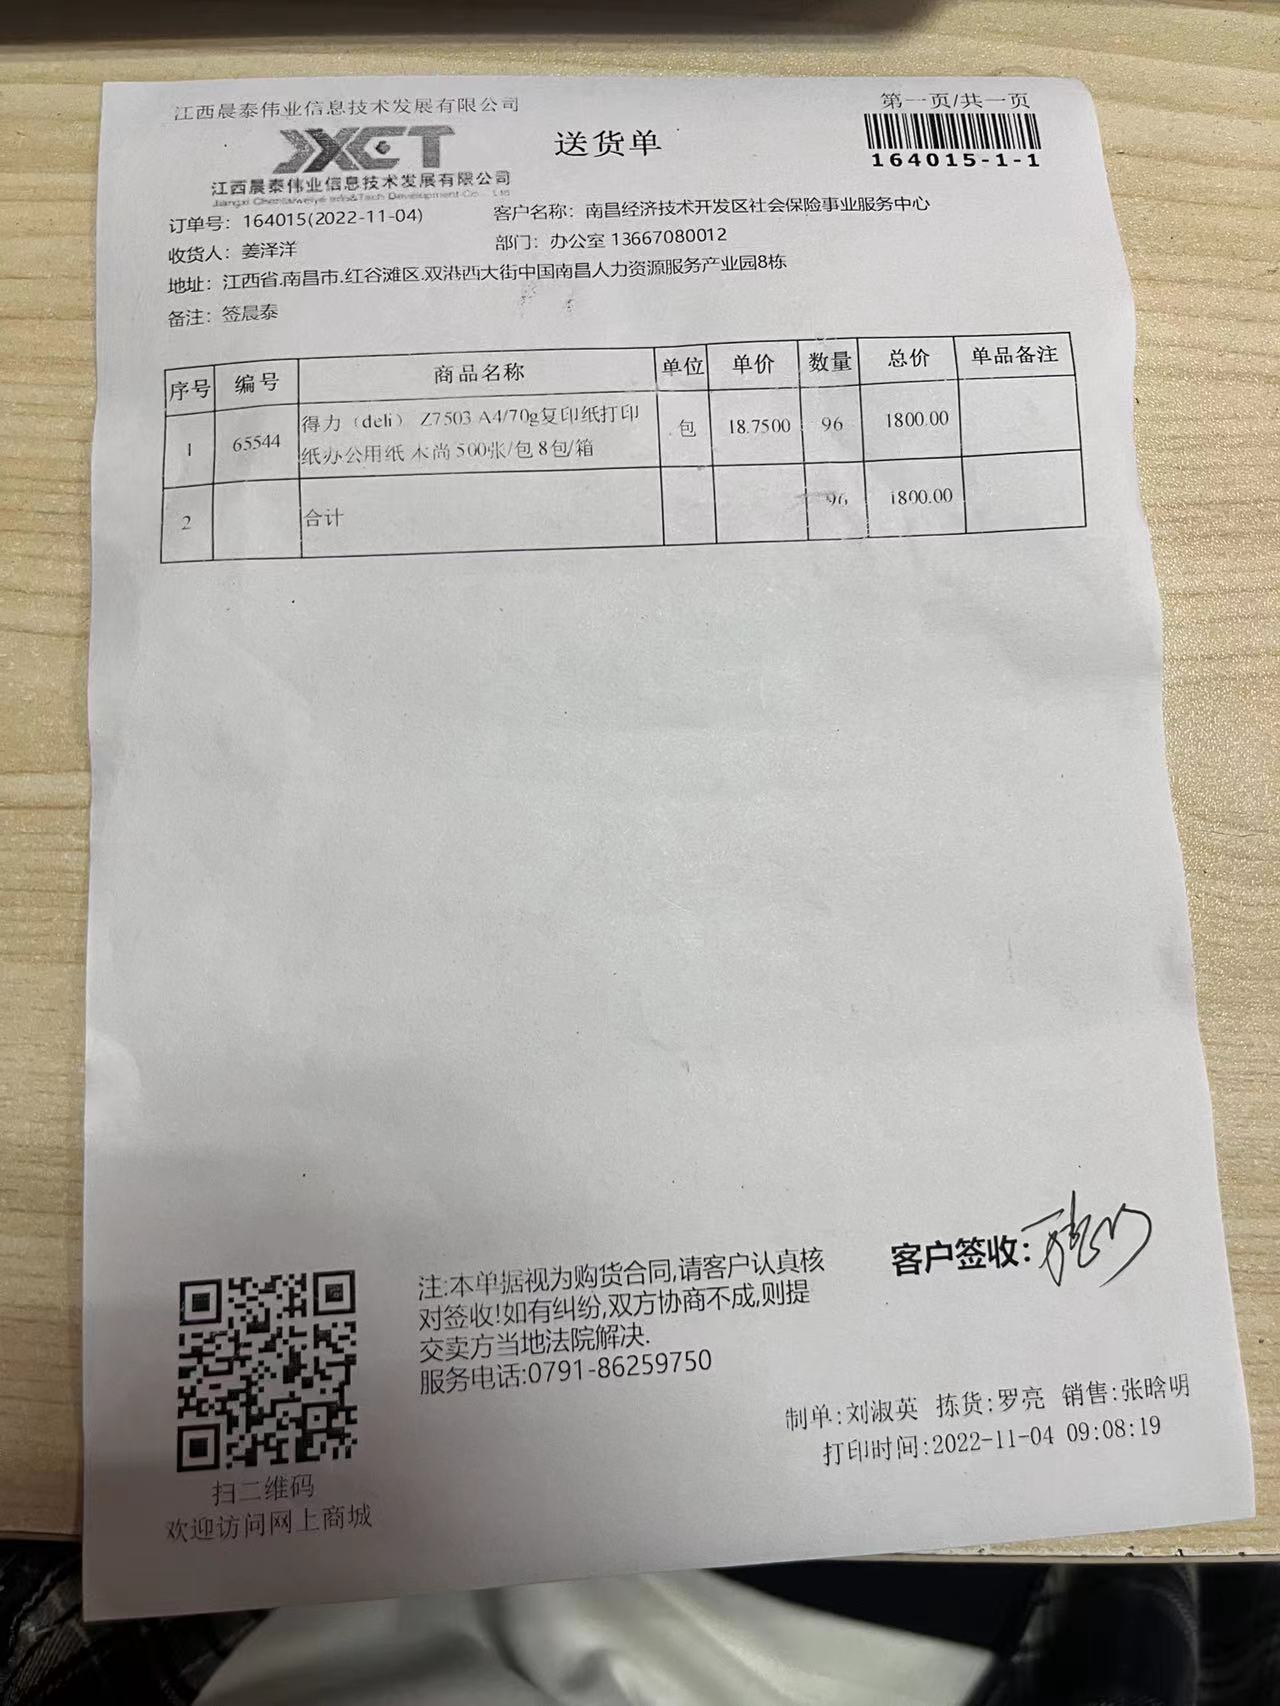 江西晨泰伟业信息技术发展有限公司
第一页/共一页
JXCT
送货单
164015-1-1
江西晨泰伟业信息技术发展有限公司
订单号：164015(2022-11-04)
客户名称：南昌经济技术开发区社会保险事业服务中心
收货人：姜泽洋
部门：办公室 13667080012
地址：江西省.南昌市.红谷滩区.双港西大街中国南昌人力资源服务产业园8栋
备注：签晨泰
序号 编号 商品名称 单位 单价 数量 总价 单品备注
1 65544 得力（deli） Z7503 A4/70g复印纸打印 包 18.7500 96 1800.00
纸办公用纸 木尚 500张/包 8包/箱
2 合计 96 1800.00
注:本单据视为购货合同,请客户认真核
对签收!如有纠纷,双方协商不成,则提
交卖方当地法院解决.
服务电话:0791-86259750
客户签收:
制单:刘淑英 拣货:罗亮 销售:张晗明
打印时间:2022-11-04 09:08:19
扫二维码
欢迎访问网上商城